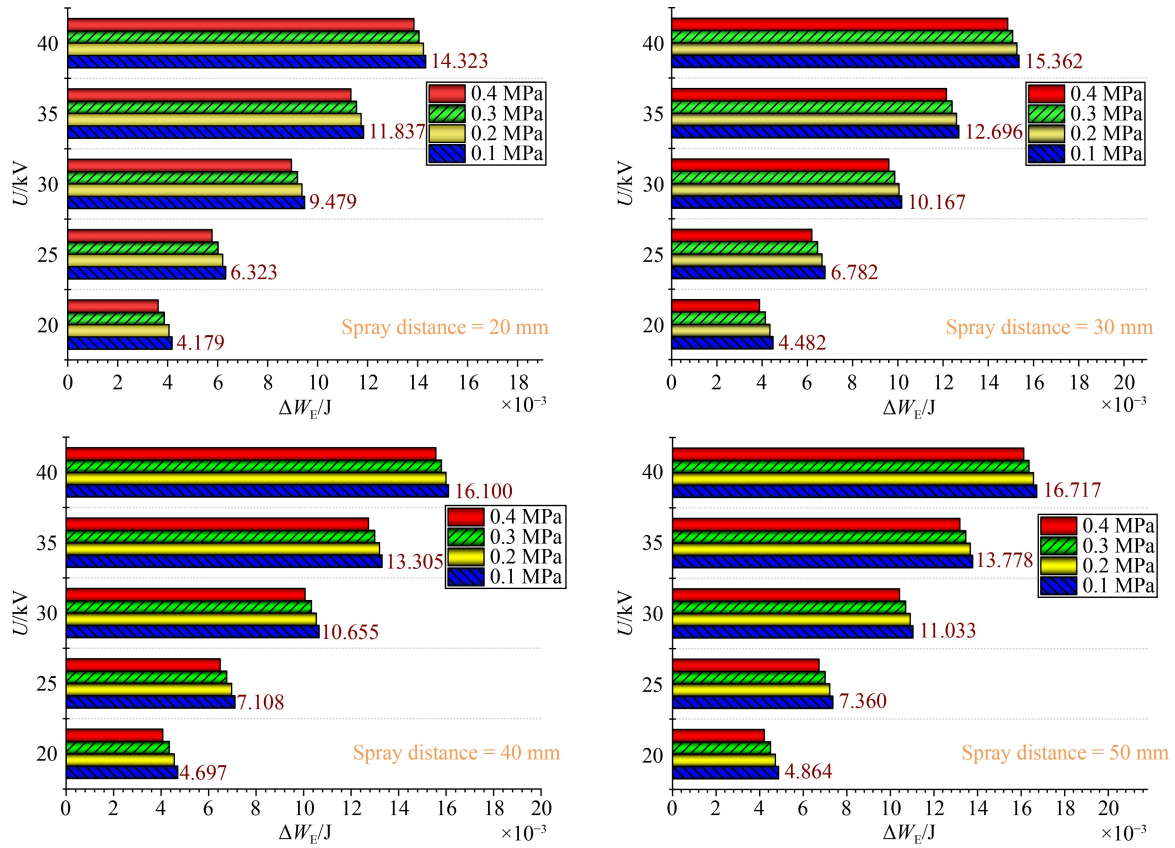 40
14.323
0.4 MPa
0.3 MPa
0.2 MPa
0.1 MPa
35
11.837
U/kV
30
9.479
25
6.323
20
Spray distance = 20 mm
4.179
0 2 4 6 8 10 12 14 16 18
ΔW_E/J
×10⁻³
40
15.362
0.4 MPa
0.3 MPa
0.2 MPa
0.1 MPa
35
12.696
U/kV
30
10.167
25
6.782
20
Spray distance = 30 mm
4.482
0 2 4 6 8 10 12 14 16 18 20
ΔW_E/J
×10⁻³
40
16.100
0.4 MPa
0.3 MPa
0.2 MPa
0.1 MPa
35
13.305
U/kV
30
10.655
25
7.108
20
Spray distance = 40 mm
4.697
0 2 4 6 8 10 12 14 16 18 20
ΔW_E/J
×10⁻³
40
16.717
0.4 MPa
0.3 MPa
0.2 MPa
0.1 MPa
35
13.778
U/kV
30
11.033
25
7.360
20
Spray distance = 50 mm
4.864
0 2 4 6 8 10 12 14 16 18 20
ΔW_E/J
×10⁻³